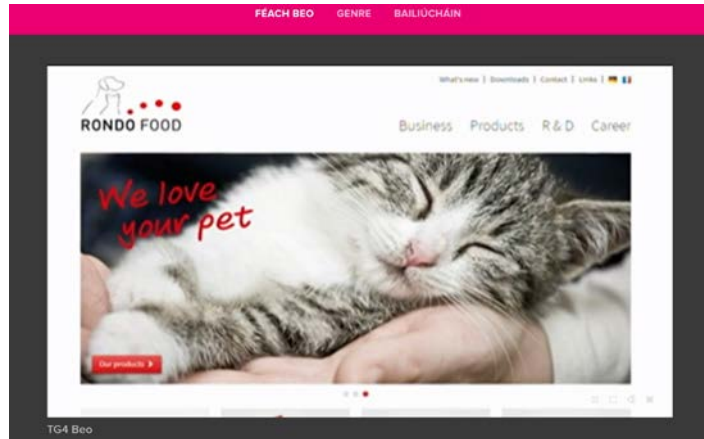 FÉACH BEO GENRE BAILIÚCHÁIN
What's new | Downloads | Contact | Links |
RONDO FOOD
Business Products R & D Career
We love
your pet
Our products
TG4 Beo